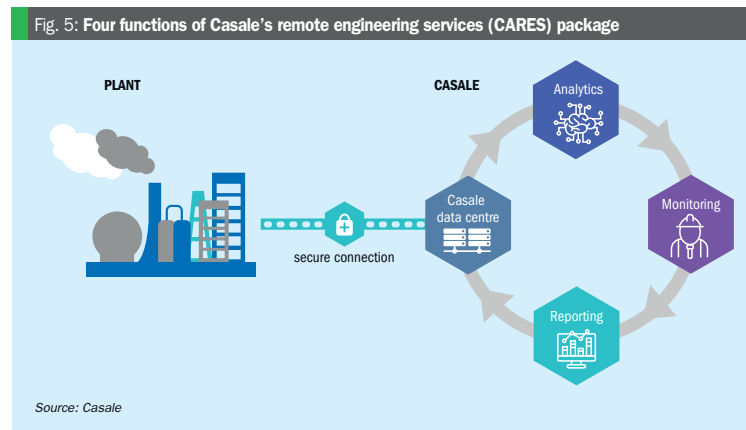 Fig. 5: Four functions of Casale's remote engineering services (CARES) package
PLANT
CASALE
Analytics
Casale
data centre
Monitoring
secure connection
Reporting
Source: Casale